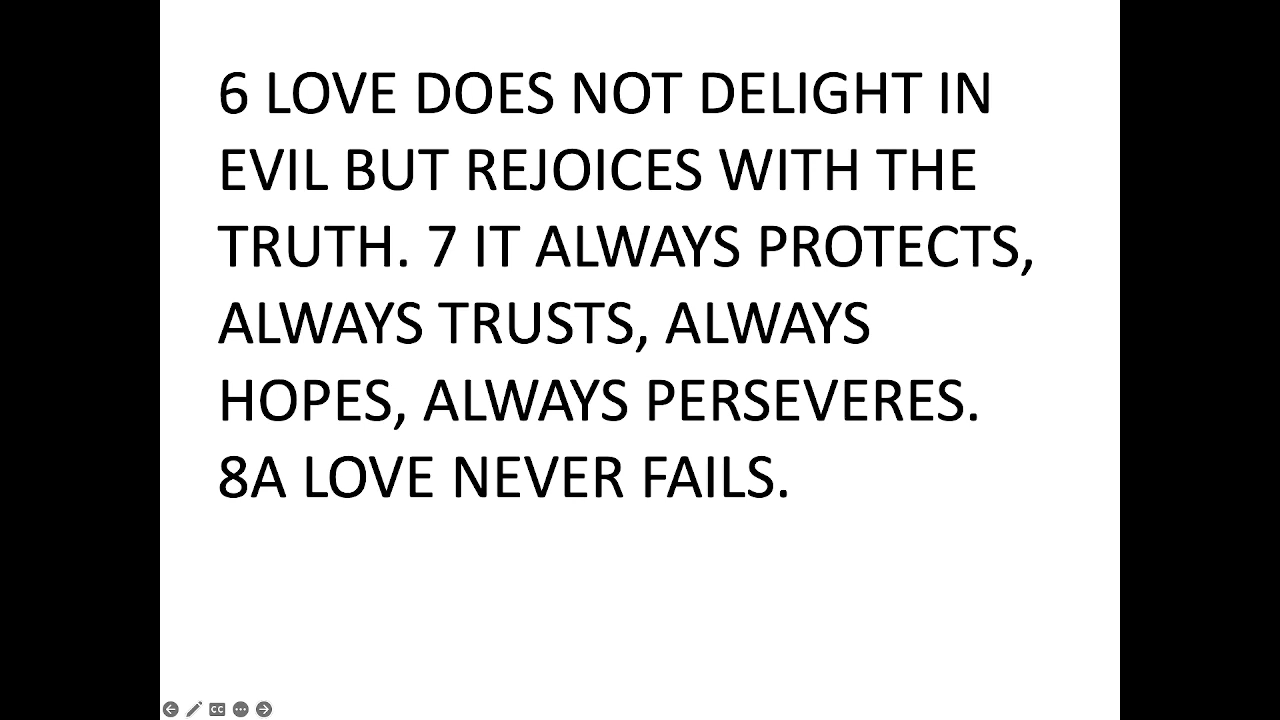 6 LOVE DOES NOT DELIGHT IN
EVIL BUT REJOICES WITH THE
TRUTH. 7 IT ALWAYS PROTECTS,
ALWAYS TRUSTS, ALWAYS
HOPES, ALWAYS PERSEVERES.
8A LOVE NEVER FAILS.
CC